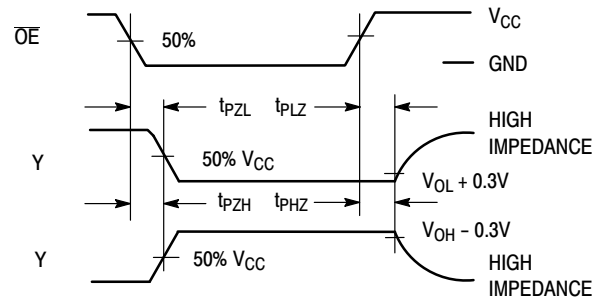 OE
50%
VCC
GND
tPZL
tPLZ
HIGH
IMPEDANCE
Y
50% VCC
VOL + 0.3V
tPZH
tPHZ
VOH − 0.3V
Y
50% VCC
HIGH
IMPEDANCE